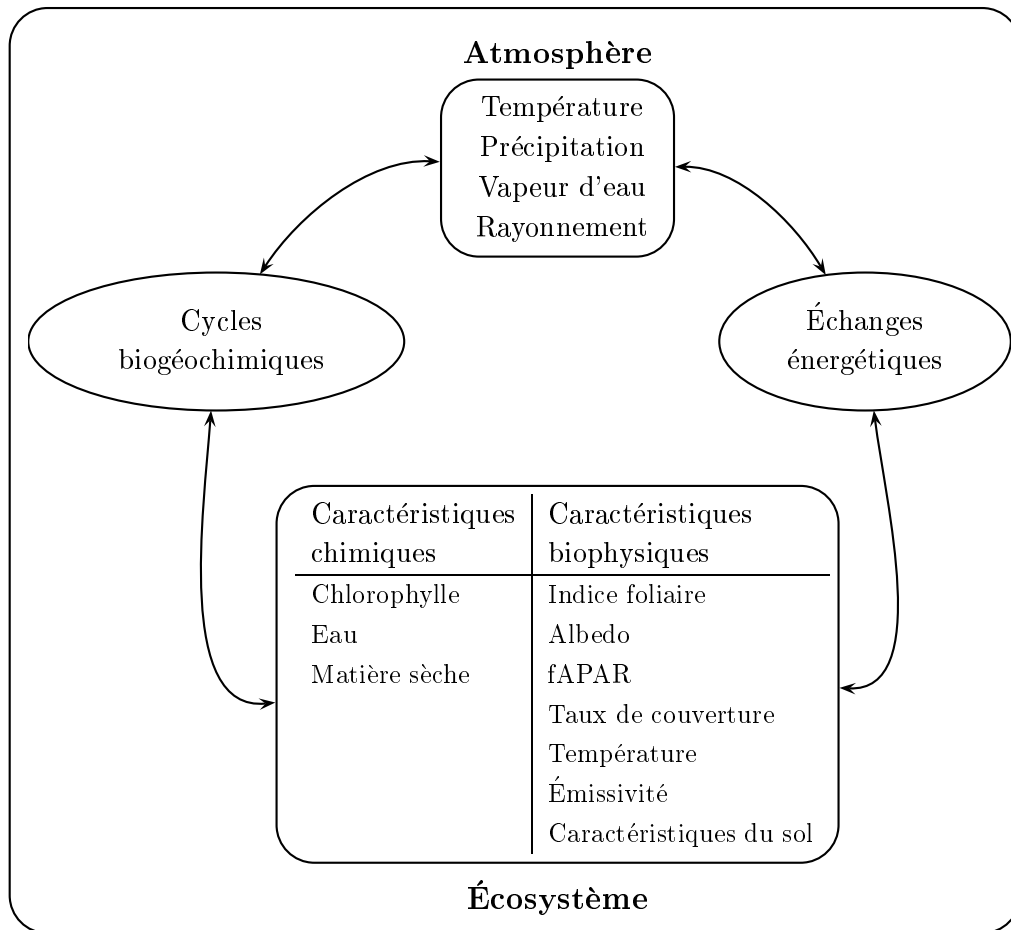 Atmosphère
Température
Précipitation
Vapeur d'eau
Rayonnement
Cycles
biogéochimiques
Échanges
énergétiques
Caractéristiques
chimiques
Chlorophylle
Eau
Matière sèche
Caractéristiques
biophysiques
Indice foliaire
Albedo
fAPAR
Taux de couverture
Température
Émissivité
Caractéristiques du sol
Écosystème